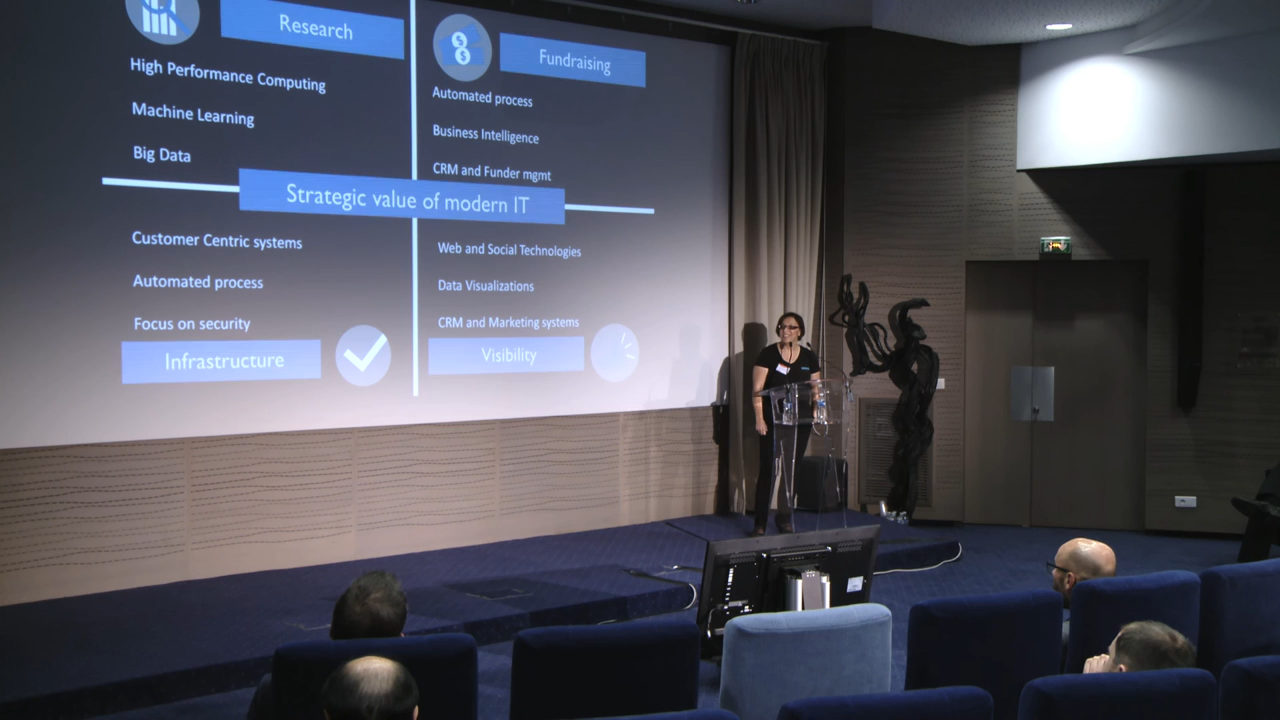 Research
High Performance Computing
Machine Learning
Big Data
Fundraising
Automated process
Business Intelligence
CRM and Funder mgmt
Strategic value of modern IT
Customer Centric systems
Automated process
Focus on security
Infrastructure
Web and Social Technologies
Data Visualizations
CRM and Marketing systems
Visibility